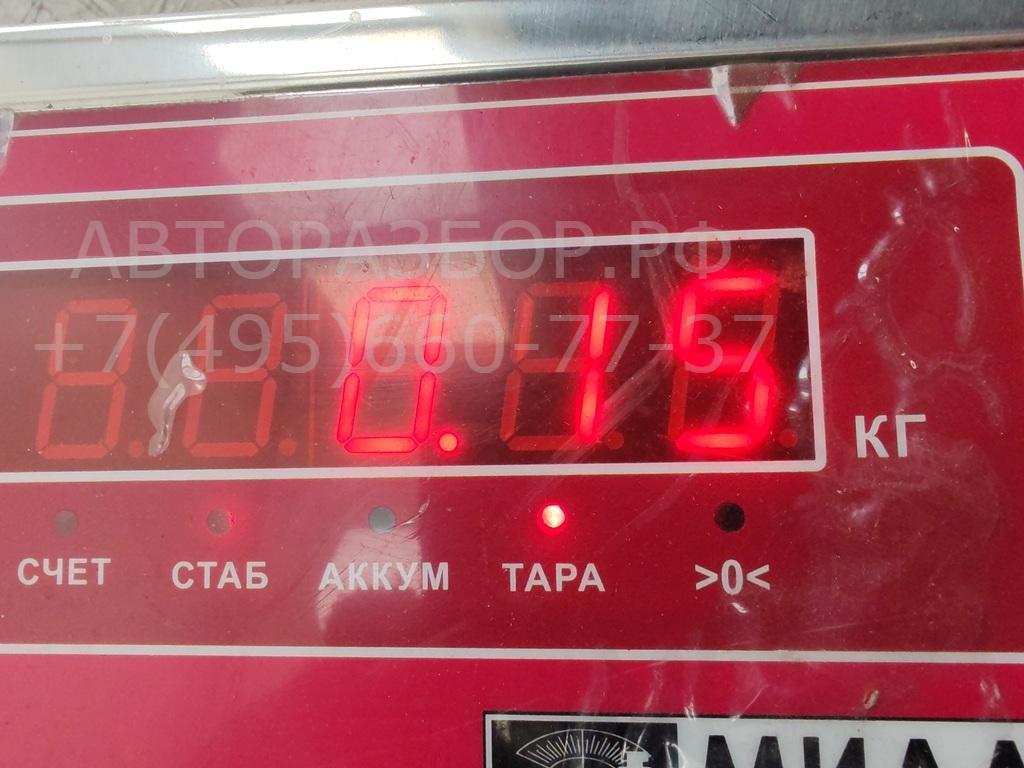 АВТОРАЗБОР.РФ
+7(495)660-77-37
0.15
КГ
СЧЕТ СТАБ АККУМ ТАРА >0<